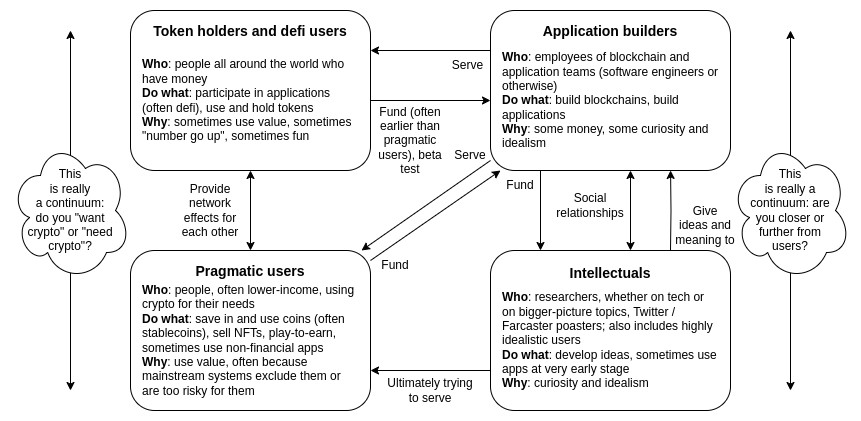 Token holders and defi users
Who: people all around the world who
have money
Do what: participate in applications
(often defi), use and hold tokens
Why: sometimes use value, sometimes
"number go up", sometimes fun
Serve
Fund (often
earlier than
pragmatic
users), beta
test
Application builders
Who: employees of blockchain and
application teams (software engineers or
otherwise)
Do what: build blockchains, build
applications
Why: some money, some curiosity and
idealism
This
is really
a continuum:
do you "want
crypto" or "need
crypto"?
Provide
network
effects for
each other
Serve
Fund
Fund
Social
relationships
Give
ideas and
meaning to
This
is really a
continuum: are
you closer or
further from
users?
Pragmatic users
Who: people, often lower-income, using
crypto for their needs
Do what: save in and use coins (often
stablecoins), sell NFTs, play-to-earn,
sometimes use non-financial apps
Why: use value, often because
mainstream systems exclude them or
are too risky for them
Ultimately trying
to serve
Intellectuals
Who: researchers, whether on tech or
on bigger-picture topics, Twitter /
Farcaster poasters; also includes highly
idealistic users
Do what: develop ideas, sometimes use
apps at very early stage
Why: curiosity and idealism